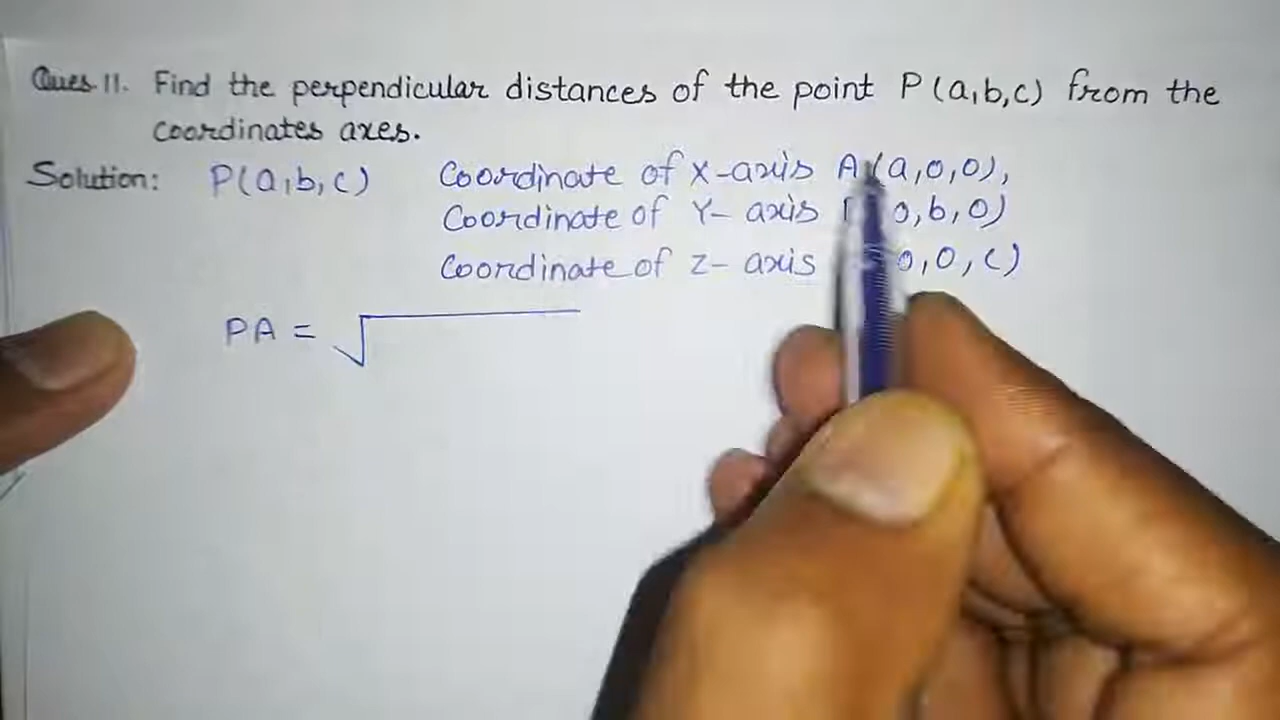 Ques. 11. Find the perpendicular distances of the point P(a,b,c) from the
coordinates axes.
Solution: P(a,b,c) Coordinate of X-axis A(a,0,0),
Coordinate of Y- axis 0,b,0)
Coordinate of Z- axis 0,0,c)
PA = √